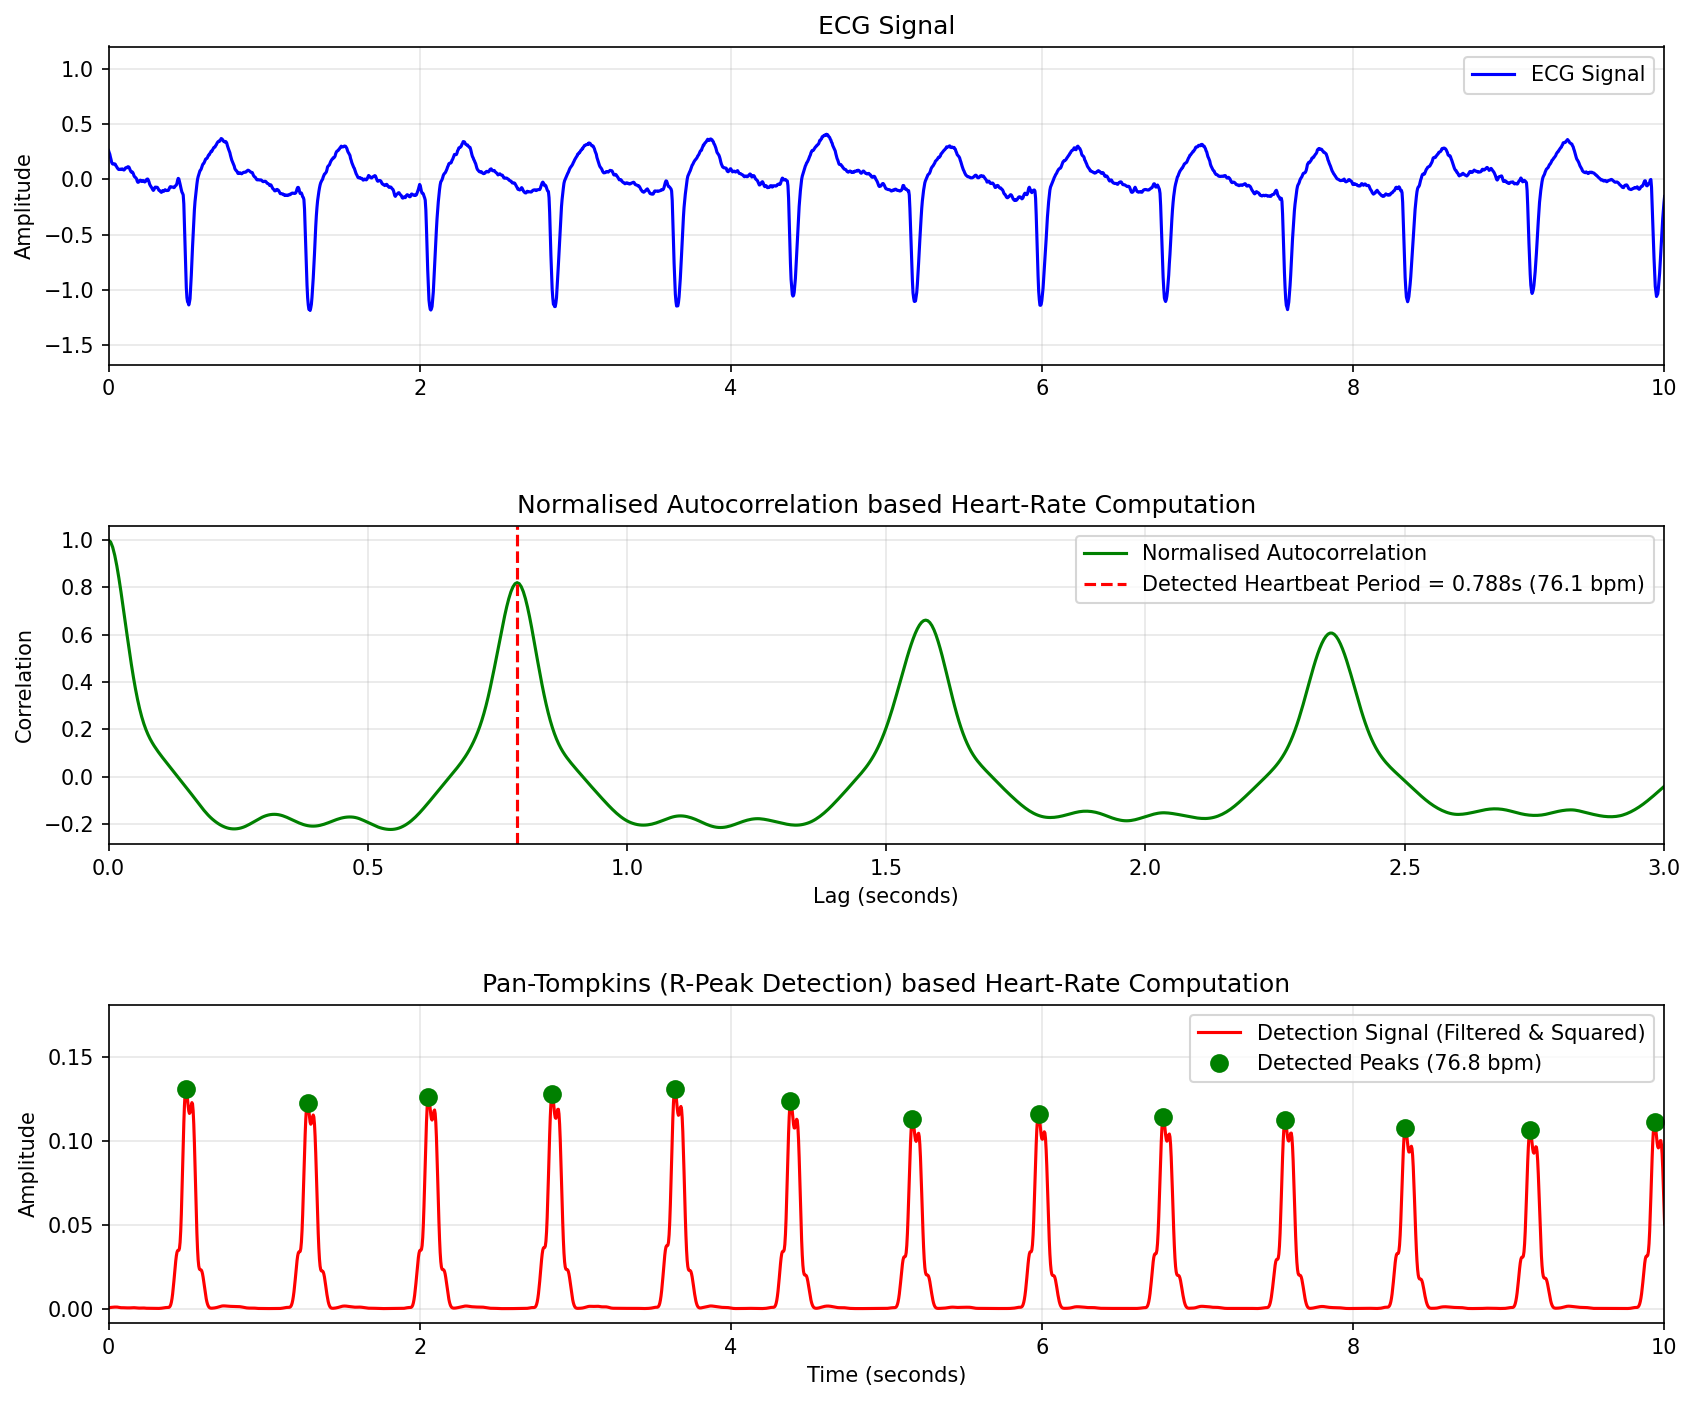 ECG Signal
ECG Signal
Amplitude
1.0
0.5
0.0
−0.5
−1.0
−1.5
0 2 4 6 8 10
Normalised Autocorrelation based Heart-Rate Computation
Normalised Autocorrelation
Detected Heartbeat Period = 0.788s (76.1 bpm)
Correlation
1.0
0.8
0.6
0.4
0.2
0.0
−0.2
0.0 0.5 1.0 1.5 2.0 2.5 3.0
Lag (seconds)
Pan-Tompkins (R-Peak Detection) based Heart-Rate Computation
Detection Signal (Filtered & Squared)
Detected Peaks (76.8 bpm)
Amplitude
0.15
0.10
0.05
0.00
0 2 4 6 8 10
Time (seconds)